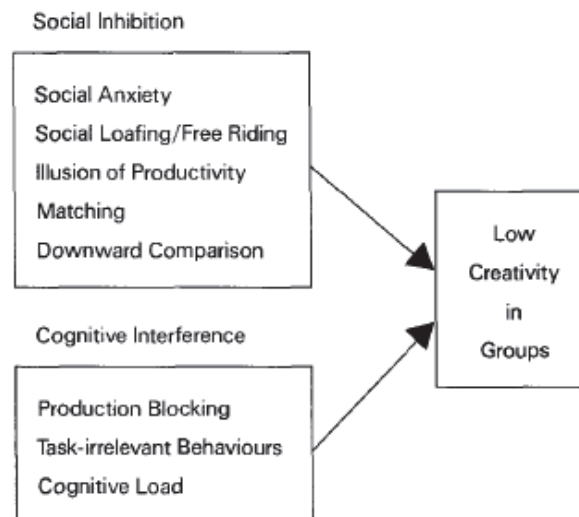 Social Inhibition
Social Anxiety
Social Loafing/Free Riding
Illusion of Productivity
Matching
Downward Comparison
Low
Creativity
in
Groups
Cognitive Interference
Production Blocking
Task-irrelevant Behaviours
Cognitive Load